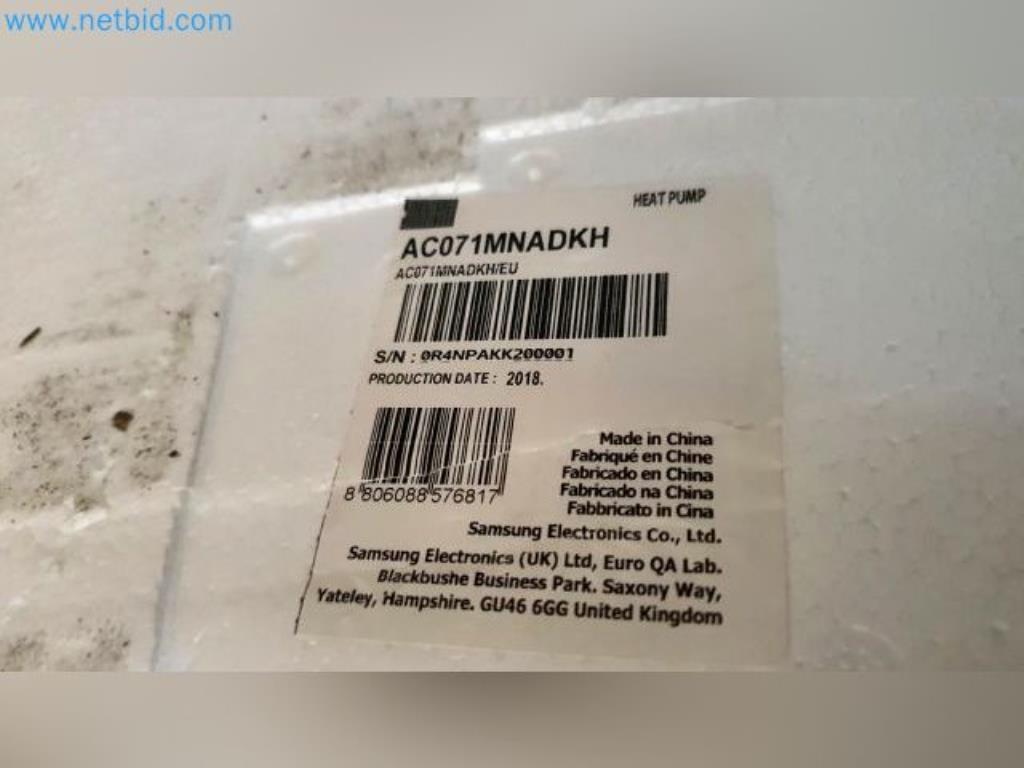 www.netbid.com
HEAT PUMP
AC071MNADKH
AC071MNADKH/EU
S/N : 0R4NPAKK200001
PRODUCTION DATE : 2018.
8 806088 576817
Made in China
Fabriqué en Chine
Fabricado en China
Fabricado na China
Fabbricato in Cina
Samsung Electronics Co., Ltd.
Samsung Electronics (UK) Ltd, Euro QA Lab.
Blackbushe Business Park. Saxony Way,
Yateley, Hampshire. GU46 6GG United Kingdom